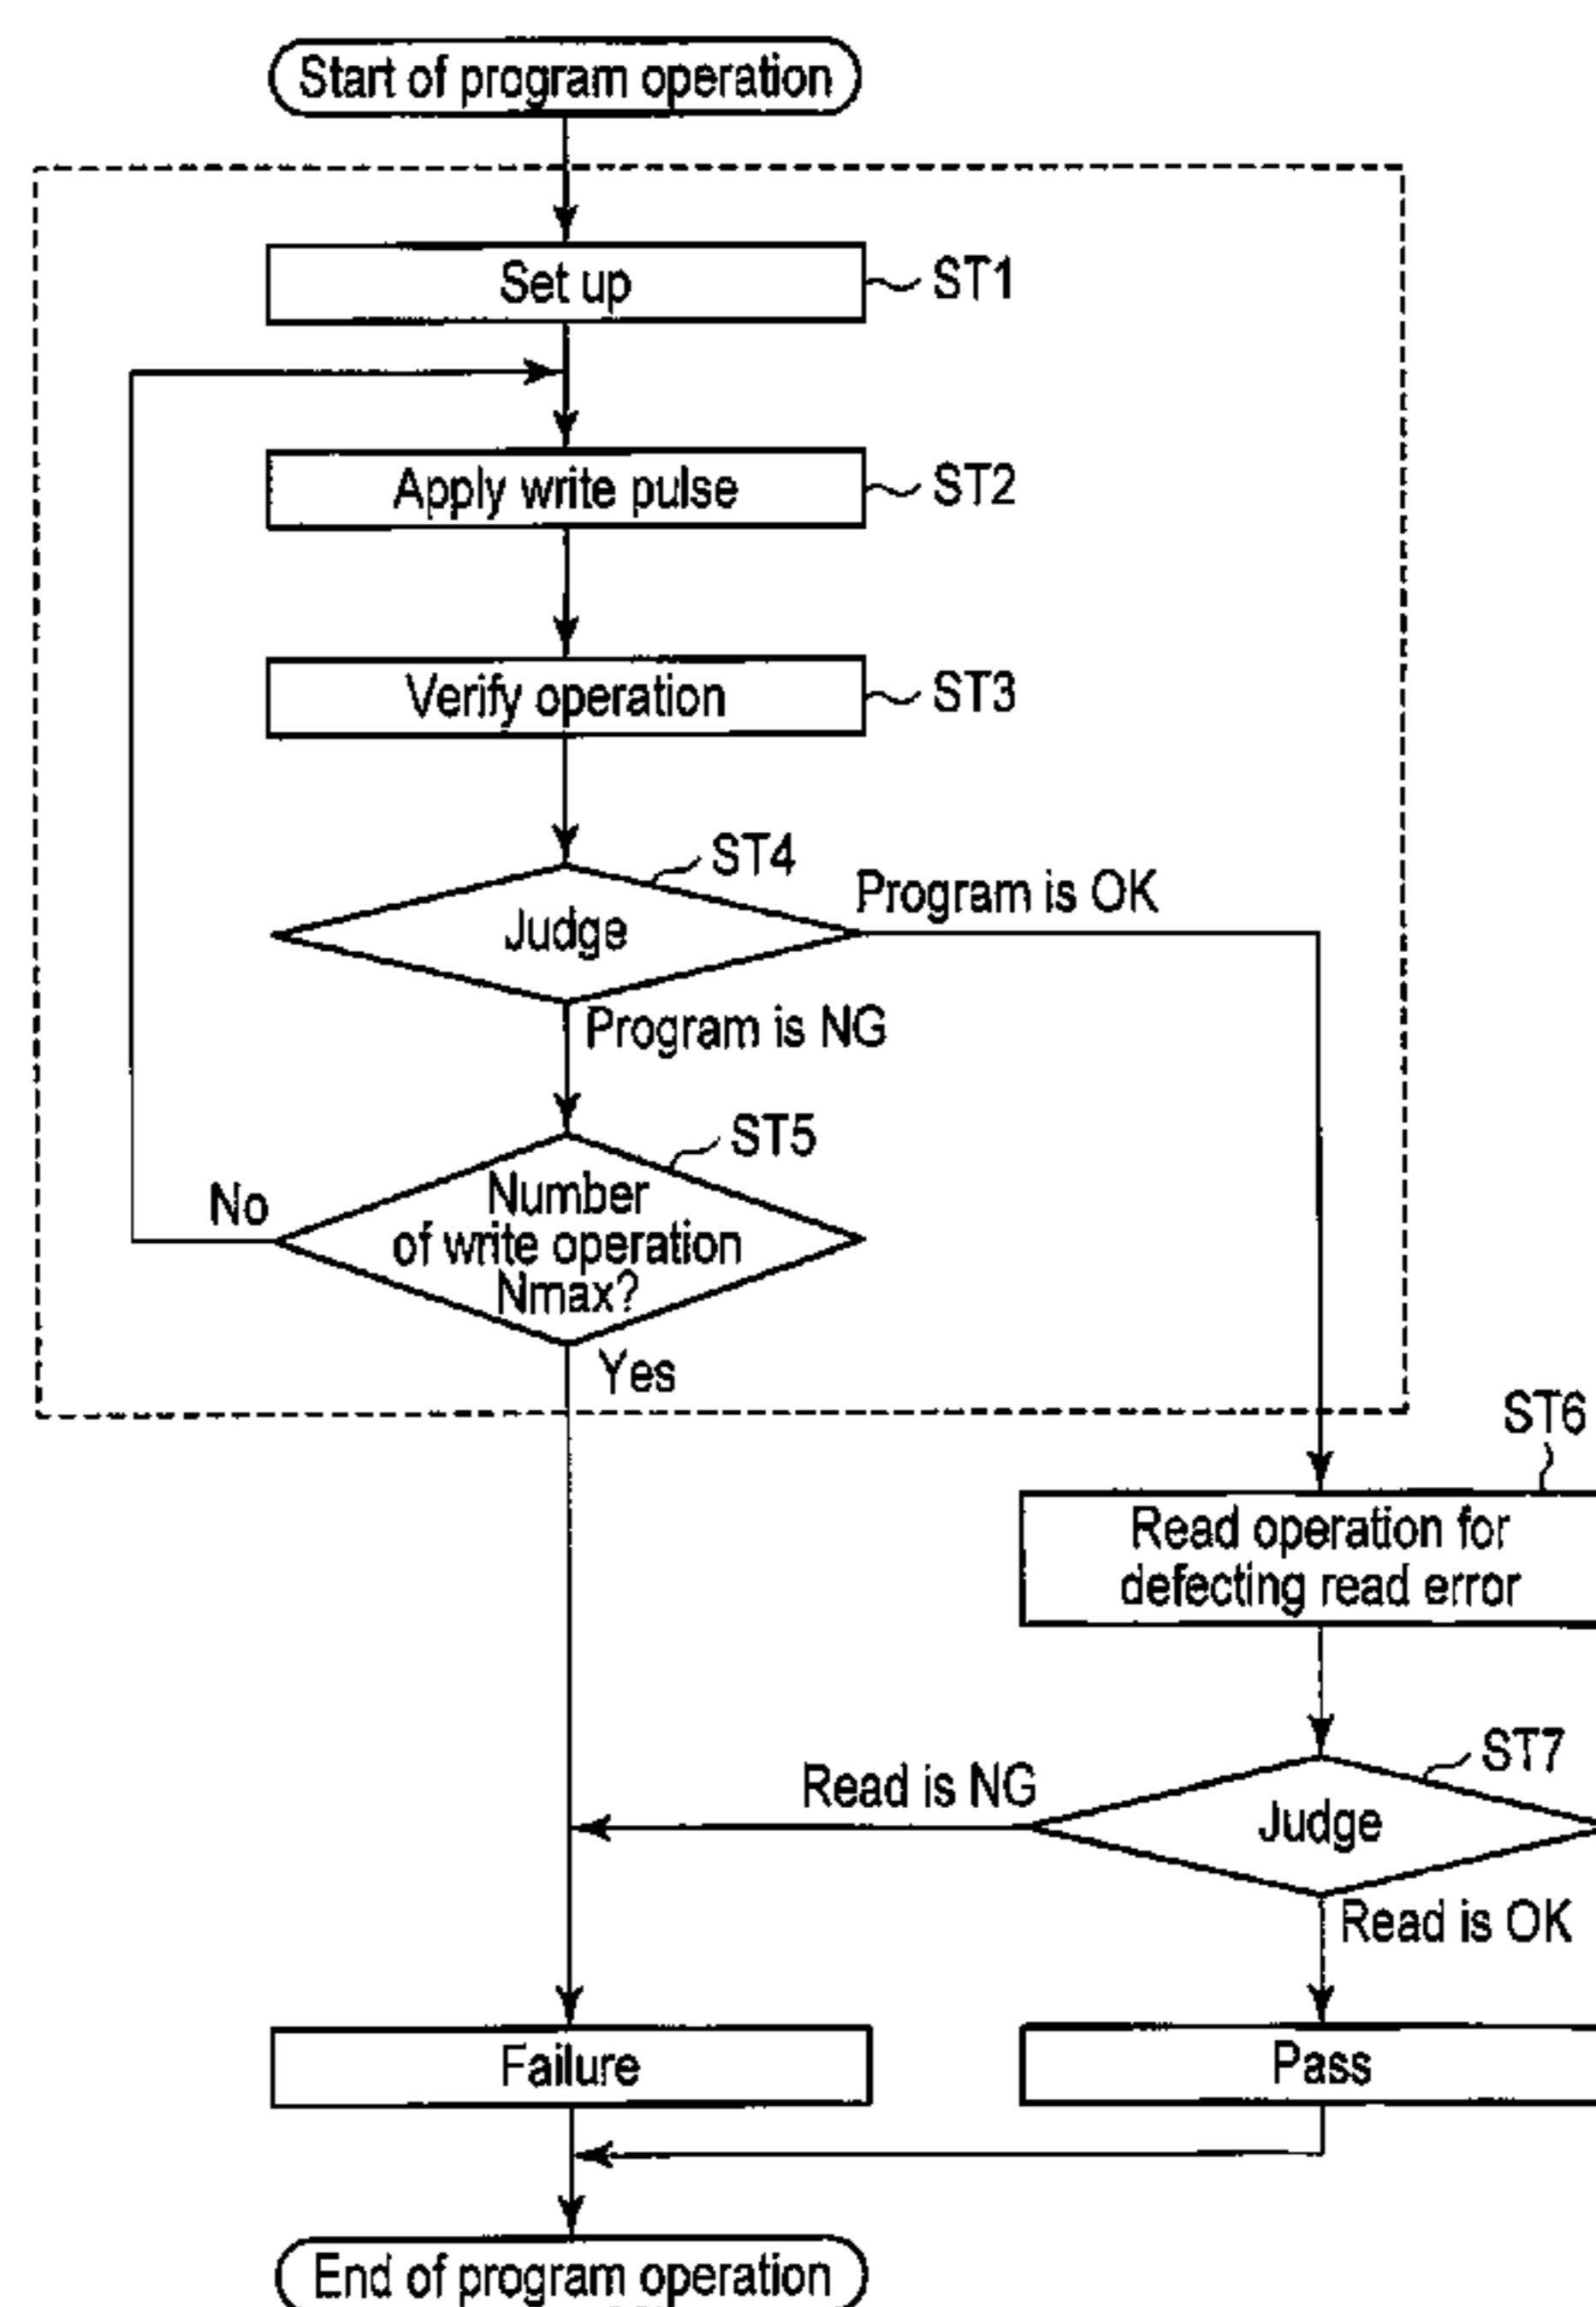 Start of program operation
Set up
ST1
Apply write pulse
ST2
Verify operation
ST3
ST4
Judge
Program is OK
Program is NG
ST5
Number
of write operation
Nmax?
No
Yes
ST6
Read operation for
defecting read error
ST7
Judge
Read is NG
Read is OK
Failure
Pass
End of program operation